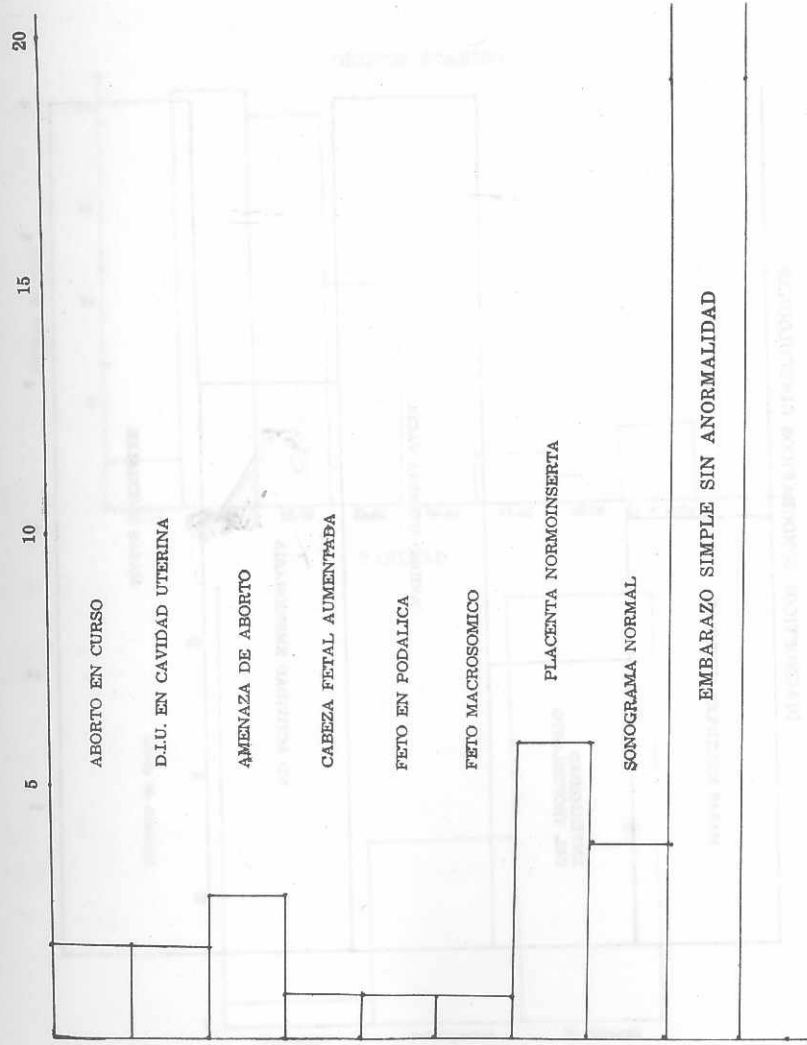 5
10
15
20
ABORTO EN CURSO
D.I.U. EN CAVIDAD UTERINA
AMENAZA DE ABORTO
CABEZA FETAL AUMENTADA
FETO EN PODALICA
FETO MACROSOMICO
PLACENTA NORMOINSERTA
SONOGRAMA NORMAL
EMBARAZO SIMPLE SIN ANORMALIDAD